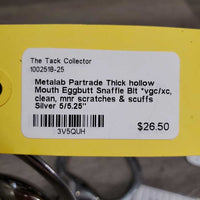 The Tack Collector
1002518-25
Metalab Partrade Thick hollow
Mouth Eggbutt Snaffle Bit *vgc/xc,
clean, mnr scratches & scuffs
Silver 5/5.25"
3V5QUH
$26.50